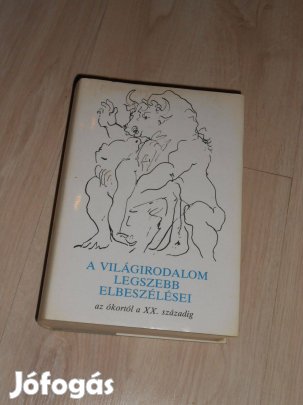 A VILÁGIRODALOM
LEGSZEBB
ELBESZÉLÉSEI
az ókortól a XX. századig
Jófogás